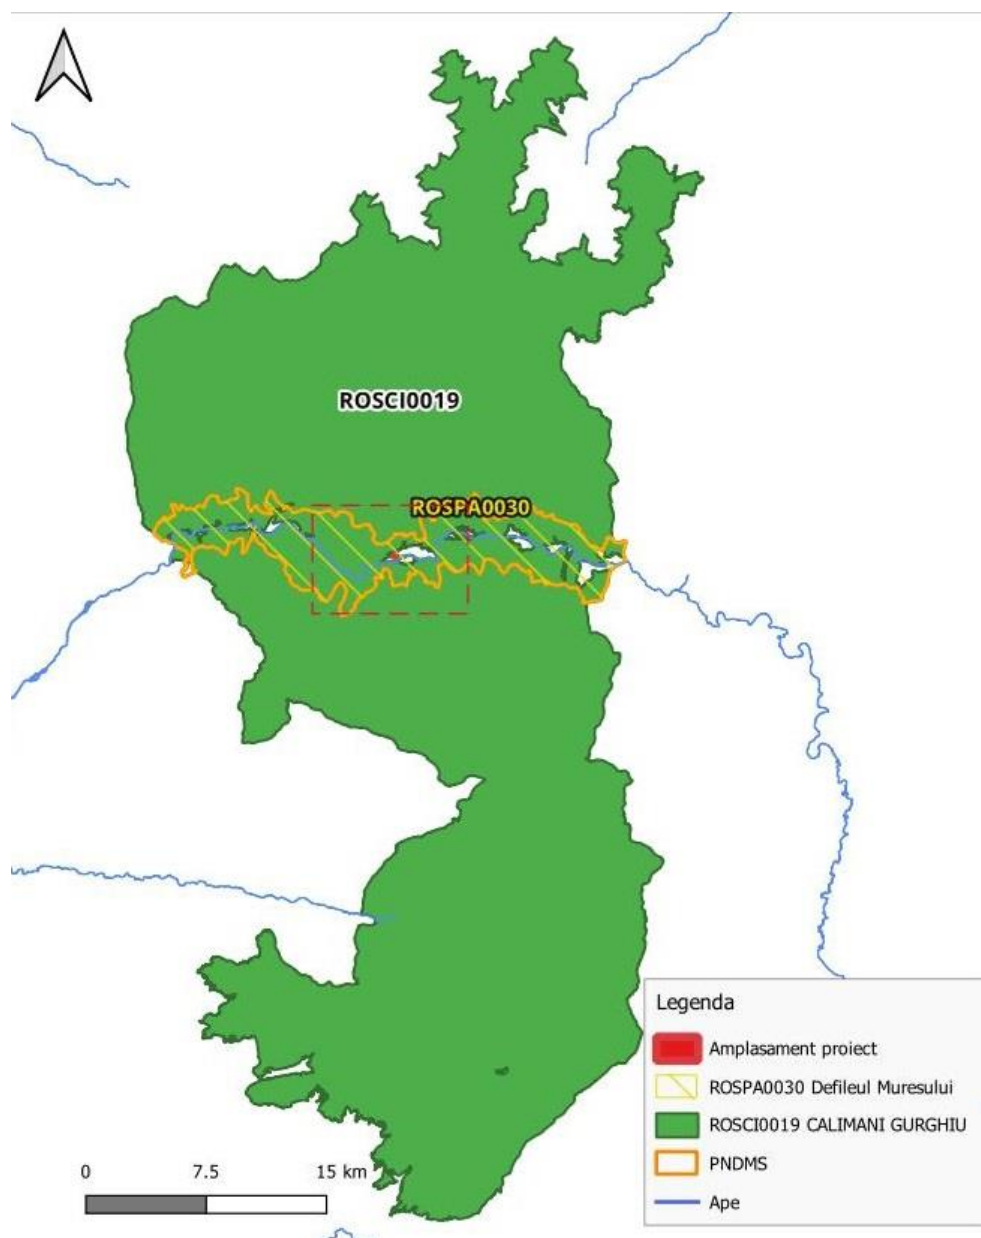 ROSCI0019
ROSPA0030
Legenda
Amplasament proiect
ROSPA0030 Defileul Muresului
ROSCI0019 CALIMANI GURGHIU
PNDMS
Ape
0 7.5 15 km